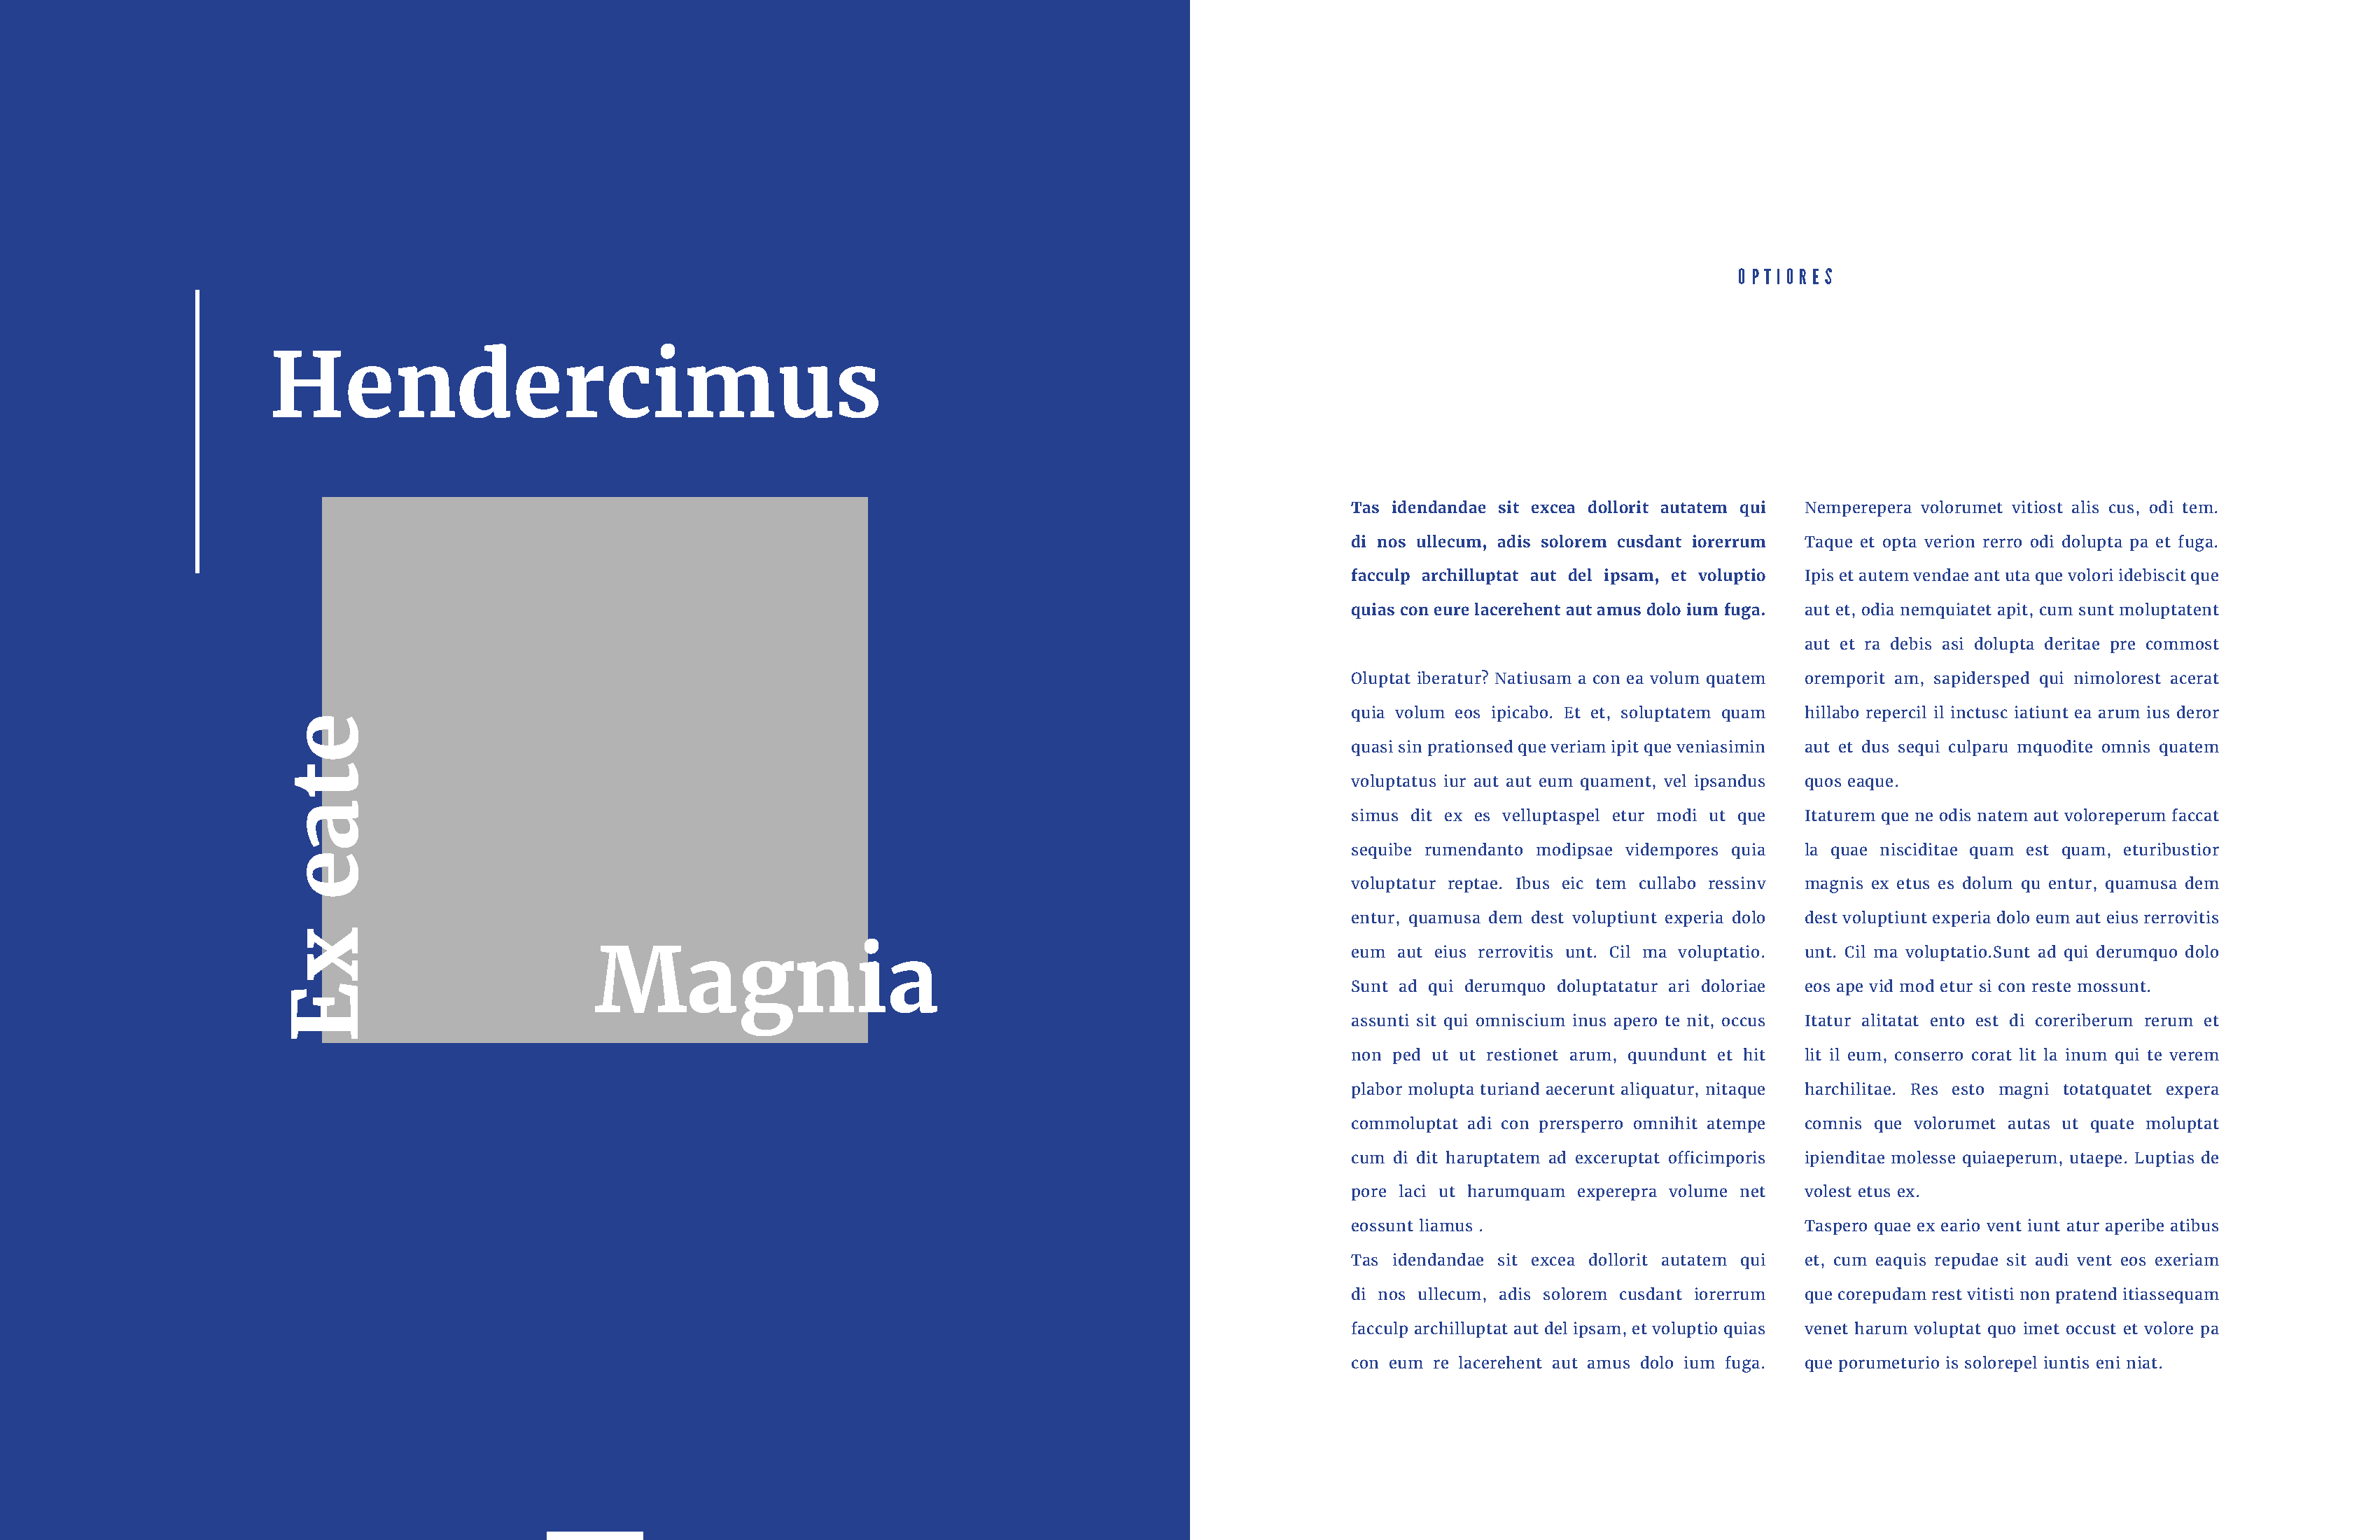 Hendercimus
Ex eate
Magnia
OPTIORES
Tas idendandae sit excea dollorit autatem qui
di nos ullecum, adis solorem cusdant iorerrum
facculp archilluptat aut del ipsam, et voluptio
quias con eure lacerehent aut amus dolo ium fuga.
Oluptat iberatur? Natiusam a con ea volum quatem
quia volum eos ipicabo. Et et, soluptatem quam
quasi sin prationsed que veriam ipit que veniasimin
voluptatus iur aut aut eum quament, vel ipsandus
simus dit ex es velluptaspel etur modi ut que
sequibe rumendanto modipsae vidempores quia
voluptatur reptae. Ibus eic tem cullabo ressinv
entur, quamusa dem dest voluptiunt experia dolo
eum aut eius rerrovitis unt. Cil ma voluptatio.
Sunt ad qui derumquo doluptatatur ari doloriae
assunti sit qui omniscium inus apero te nit, occus
non ped ut ut restionet arum, quundunt et hit
plabor molupta turiand aecerunt aliquatur, nitaque
commoluptat adi con prersperro omnihit atempe
cum di dit haruptatem ad exceruptat officimporis
pore laci ut harumquam experepra volume net
eossunt liamus .
Tas idendandae sit excea dollorit autatem qui
di nos ullecum, adis solorem cusdant iorerrum
facculp archilluptat aut del ipsam, et voluptio quias
con eum re lacerehent aut amus dolo ium fuga.
Nemperepera volorumet vitiost alis cus, odi tem.
Taque et opta verion rerro odi dolupta pa et fuga.
Ipis et autem vendae ant uta que volori idebiscit que
aut et, odia nemquiatet apit, cum sunt moluptatent
aut et ra debis asi dolupta deritae pre commost
oremporit am, sapidersped qui nimolorest acerat
hillabo repercil il inctusc iatiunt ea arum ius deror
aut et dus sequi culparu mquodite omnis quatem
quos eaque.
Itaturem que ne odis natem aut voloreperum faccat
la quae nisciditae quam est quam, eturibustior
magnis ex etus es dolum qu entur, quamusa dem
dest voluptiunt experia dolo eum aut eius rerrovitis
unt. Cil ma voluptatio.Sunt ad qui derumquo dolo
eos ape vid mod etur si con reste mossunt.
Itatur alitatat ento est di coreriberum rerum et
lit il eum, conserro corat lit la inum qui te verem
harchilitae. Res esto magni totatquatet expera
comnis que volorumet autas ut quate moluptat
ipienditae molesse quiaeperum, utaepe. Luptias de
volest etus ex.
Taspero quae ex eario vent iunt atur aperibe atibus
et, cum eaquis repudae sit audi vent eos exeriam
que corepudam rest vitisti non pratend itiassequam
venet harum voluptat quo imet occust et volore pa
que porumeturio is solorepel iuntis eni niat.